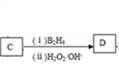 C (i) B₂H₆ D
(ii) H₂O₂ OH⁻